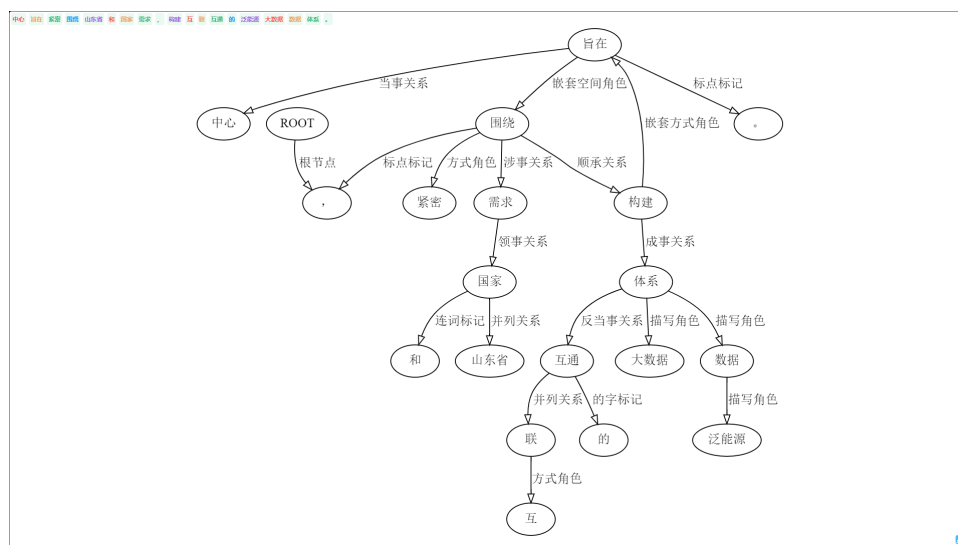 中心 旨在 紧密 围绕 山东省 和 国家 需求 ， 构建 互 联 互通 的 泛能源 大数据 数据 体系 。
旨在
当事关系 嵌套空间角色 标点标记
中心 ROOT 围绕 嵌套方式角色 。
根节点 标点标记 方式角色 涉事关系 顺承关系
， 紧密 需求 构建
领事关系 成事关系
国家 体系
连词标记 并列关系 反当事关系 描写角色 描写角色
和 山东省 互通 大数据 数据
并列关系 的字标记 描写角色
联 的 泛能源
方式角色
互